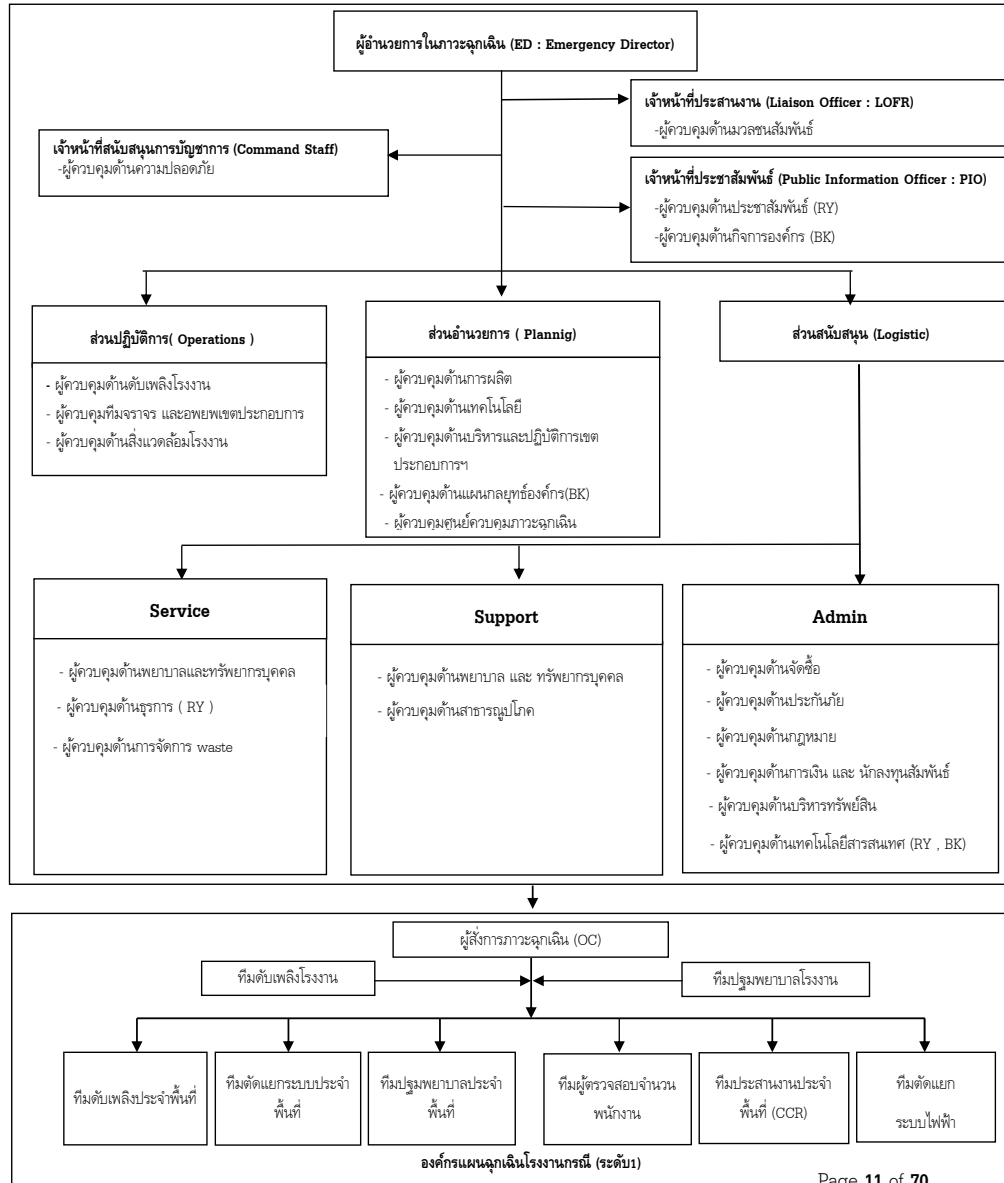 ผู้อำนวยการในภาวะฉุกเฉิน (ED : Emergency Director)
เจ้าหน้าที่ประสานงาน (Liaison Officer : LOFR)
-ผู้ควบคุมด้านมวลชนสัมพันธ์
เจ้าหน้าที่สนับสนุนการบัญชาการ (Command Staff)
-ผู้ควบคุมด้านความปลอดภัย
เจ้าหน้าที่ประชาสัมพันธ์ (Public Information Officer : PIO)
-ผู้ควบคุมด้านประชาสัมพันธ์ (RY)
-ผู้ควบคุมด้านกิจการองค์กร (BK)
ส่วนปฏิบัติการ( Operations )
- ผู้ควบคุมด้านดับเพลิงโรงงาน
- ผู้ควบคุมทีมจราจร และอพยพเขตประกอบการ
- ผู้ควบคุมด้านสิ่งแวดล้อมโรงงาน
ส่วนอำนวยการ ( Plannig)
- ผู้ควบคุมด้านการผลิต
- ผู้ควบคุมด้านเทคโนโลยี
- ผู้ควบคุมด้านบริหารและปฏิบัติการเขต
ประกอบการฯ
- ผู้ควบคุมด้านแผนกลยุทธ์องค์กร(BK)
- ผู้ควบคุมศูนย์ควบคุมภาวะฉุกเฉิน
ส่วนสนับสนุน (Logistic)
Service
- ผู้ควบคุมด้านพยาบาลและทรัพยากรบุคคล
- ผู้ควบคุมด้านธุรการ ( RY )
- ผู้ควบคุมด้านการจัดการ waste
Support
- ผู้ควบคุมด้านพยาบาล และ ทรัพยากรบุคคล
- ผู้ควบคุมด้านสาธารณูปโภค
Admin
- ผู้ควบคุมด้านจัดซื้อ
- ผู้ควบคุมด้านประกันภัย
- ผู้ควบคุมด้านกฎหมาย
- ผู้ควบคุมด้านการเงิน และ นักลงทุนสัมพันธ์
- ผู้ควบคุมด้านบริหารทรัพย์สิน
- ผู้ควบคุมด้านเทคโนโลยีสารสนเทศ (RY , BK)
ผู้สั่งการภาวะฉุกเฉิน (OC)
ทีมดับเพลิงโรงงาน
ทีมปฐมพยาบาลโรงงาน
ทีมดับเพลิงประจำพื้นที่
ทีมตัดแยกระบบประจำ
พื้นที่
ทีมปฐมพยาบาลประจำ
พื้นที่
ทีมผู้ตรวจสอบจำนวน
พนักงาน
ทีมประสานงานประจำ
พื้นที่ (CCR)
ทีมตัดแยก
ระบบไฟฟ้า
องค์กรแผนฉุกเฉินโรงงานกรณี (ระดับ1)
Page 11 of 70